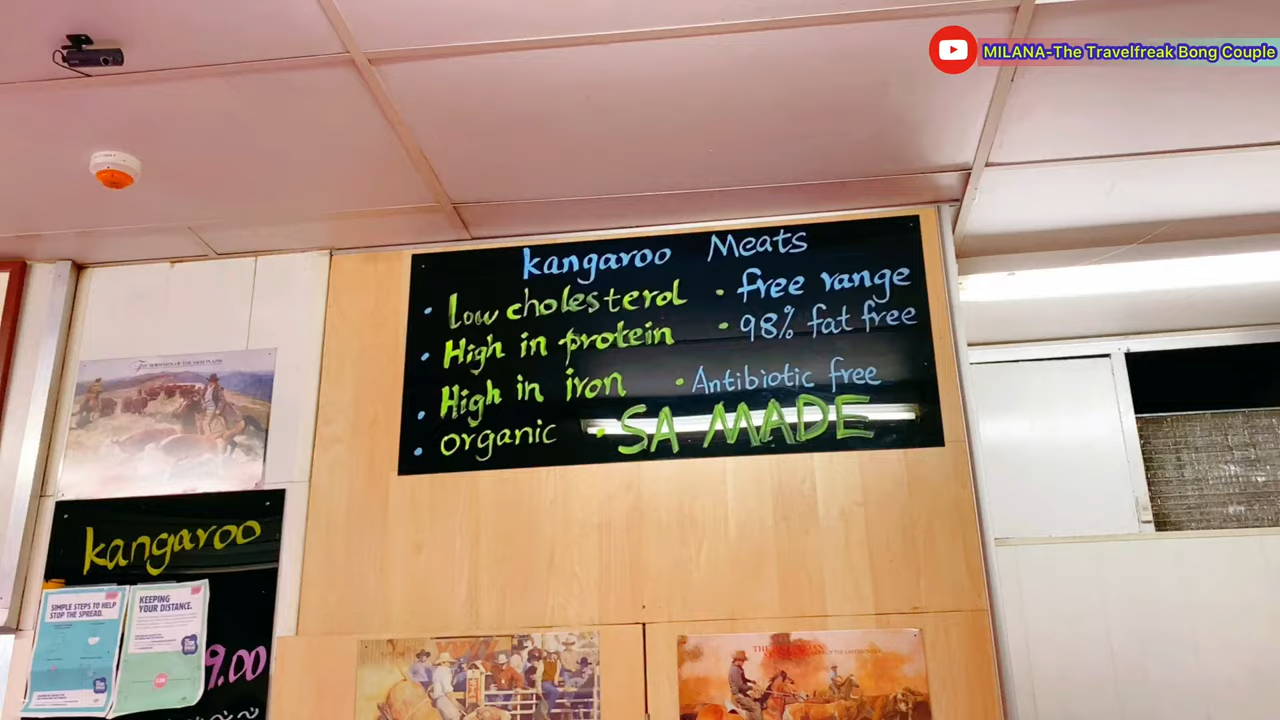 MILANA-The Travelfreak Bong Couple
kangaroo Meats
• Low cholesterol • free range
• High in protein • 98% fat free
• High in iron • Antibiotic free
• organic • SA MADE
kangaroo
SIMPLE STEPS TO HELP
STOP THE SPREAD.
KEEPING
YOUR DISTANCE.
9.00